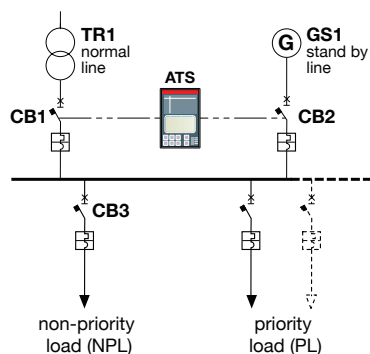 TR1
normal
line
ATS
G
GS1
stand by
line
CB1
CB2
CB3
non-priority
load (NPL)
priority
load (PL)